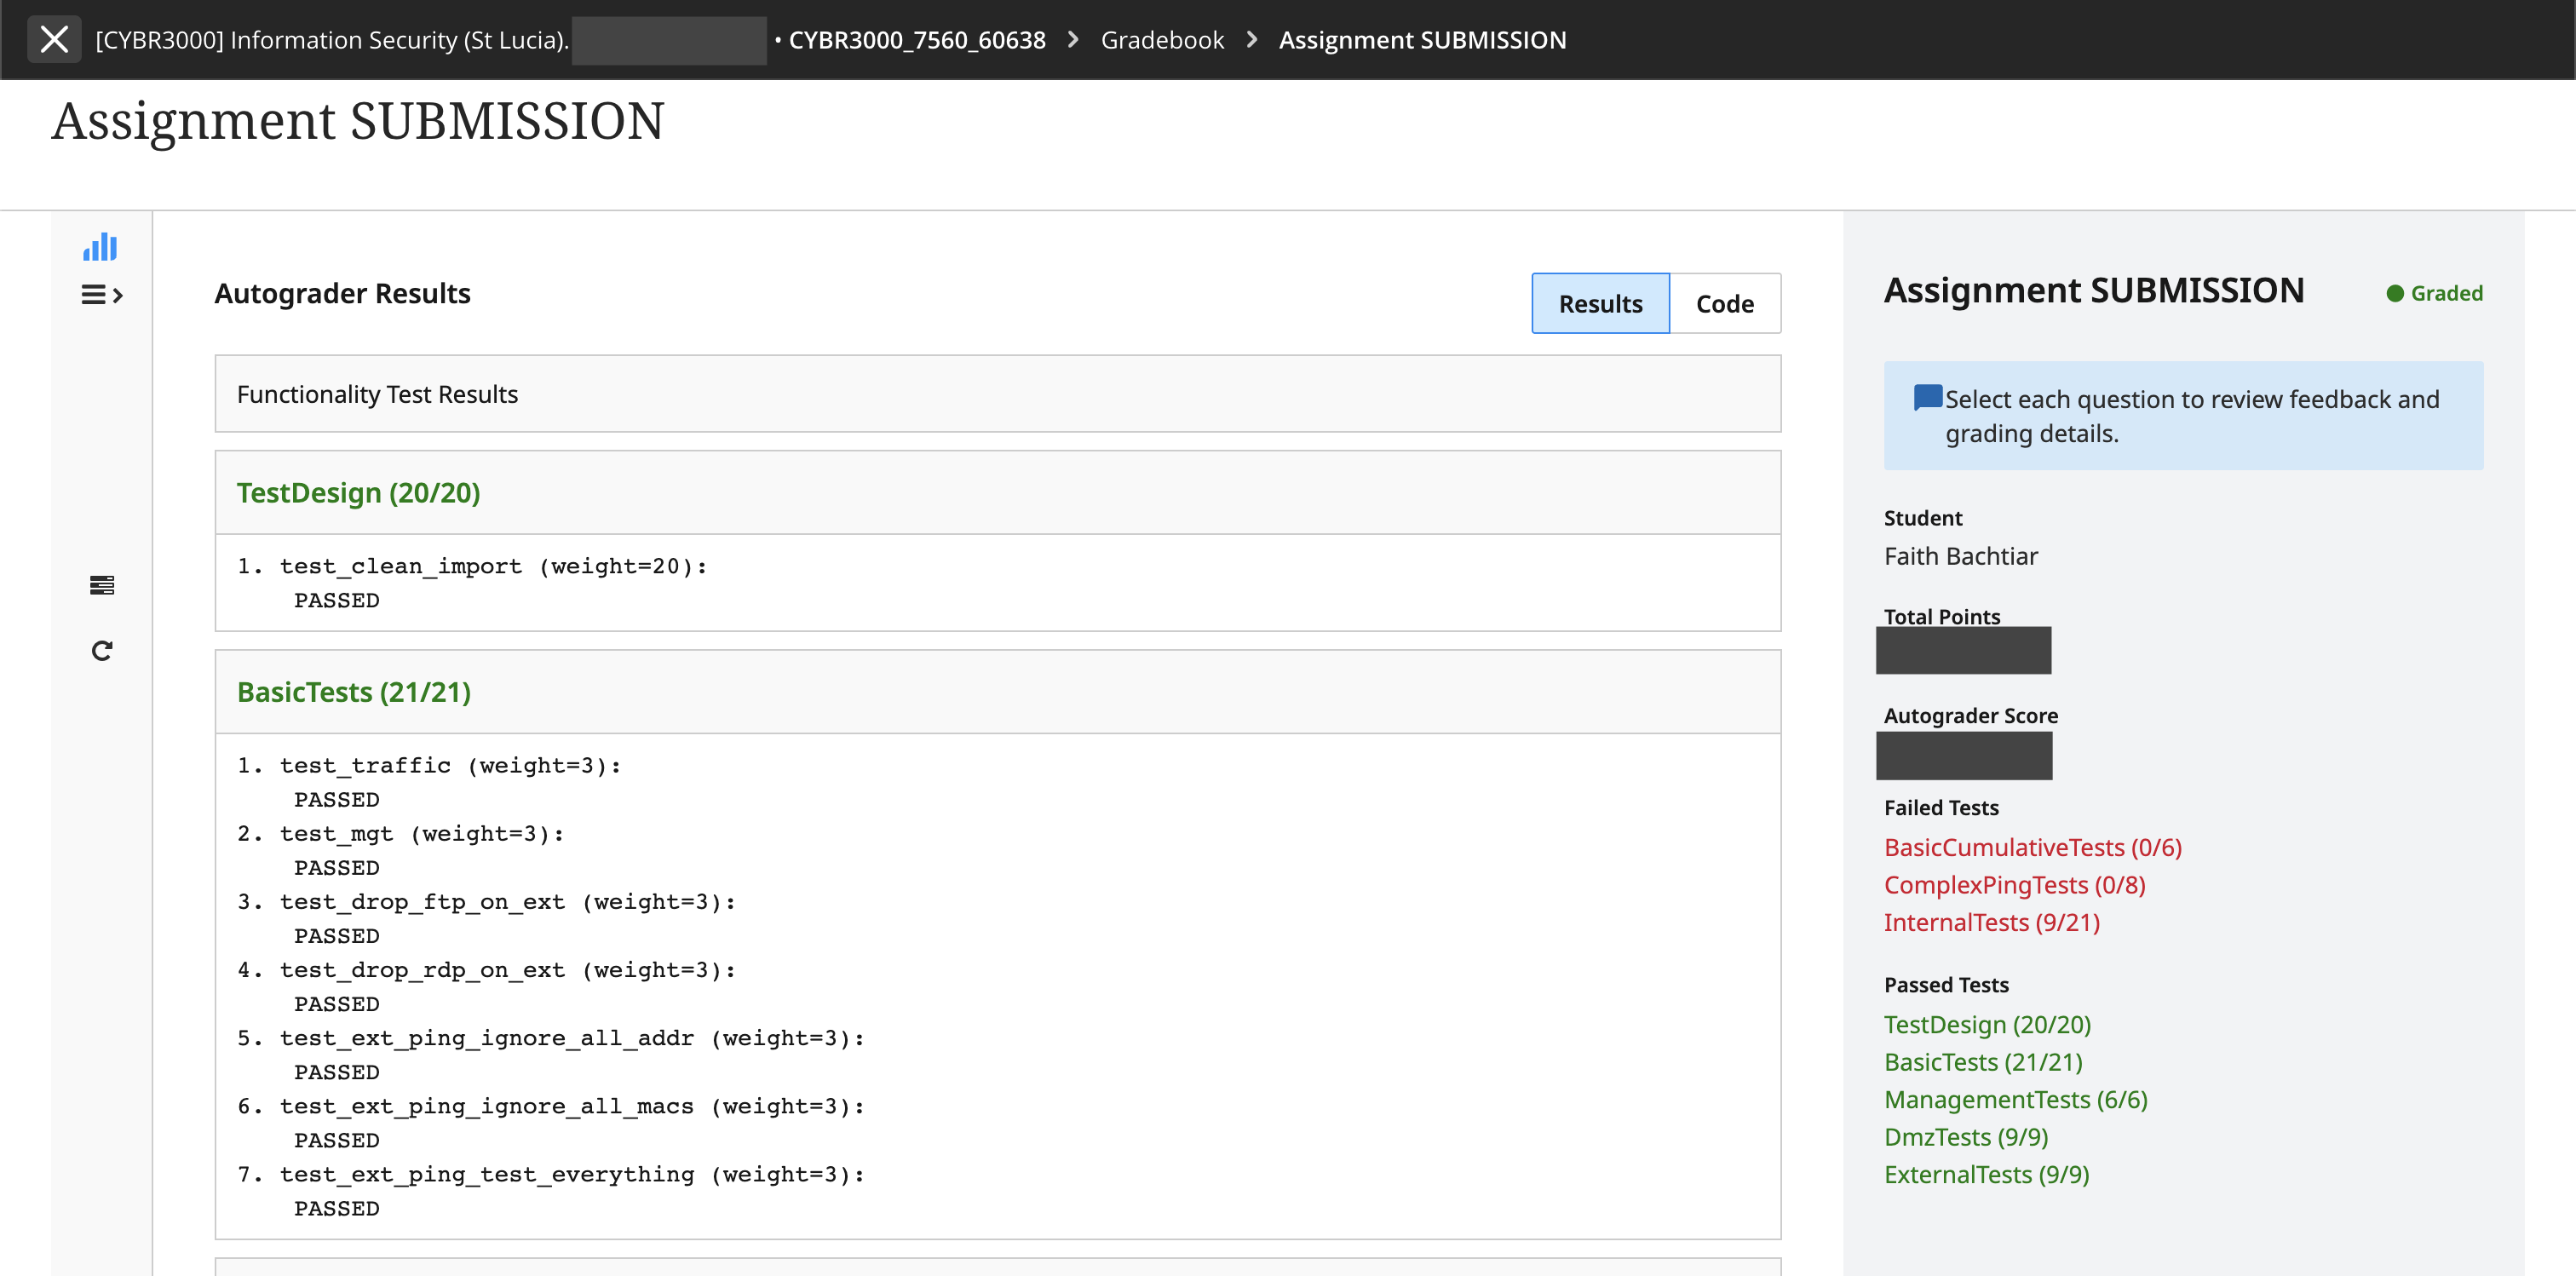 [CYBR3000] Information Security (St Lucia). • CYBR3000_7560_60638 > Gradebook > Assignment SUBMISSION
Assignment SUBMISSION
Autograder Results
Results
Code
Functionality Test Results
TestDesign (20/20)
1. test_clean_import (weight=20):
PASSED
BasicTests (21/21)
1. test_traffic (weight=3):
PASSED
2. test_mgt (weight=3):
PASSED
3. test_drop_ftp_on_ext (weight=3):
PASSED
4. test_drop_rdp_on_ext (weight=3):
PASSED
5. test_ext_ping_ignore_all_addr (weight=3):
PASSED
6. test_ext_ping_ignore_all_macs (weight=3):
PASSED
7. test_ext_ping_test_everything (weight=3):
PASSED
Assignment SUBMISSION
Graded
Select each question to review feedback and
grading details.
Student
Faith Bachtiar
Total Points
Autograder Score
Failed Tests
BasicCumulativeTests (0/6)
ComplexPingTests (0/8)
InternalTests (9/21)
Passed Tests
TestDesign (20/20)
BasicTests (21/21)
ManagementTests (6/6)
DmzTests (9/9)
ExternalTests (9/9)